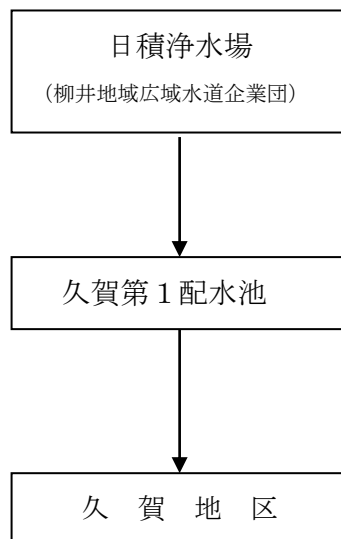 日積浄水場
（柳井地域広域水道企業団）
久賀第１配水池
久　賀　地　区